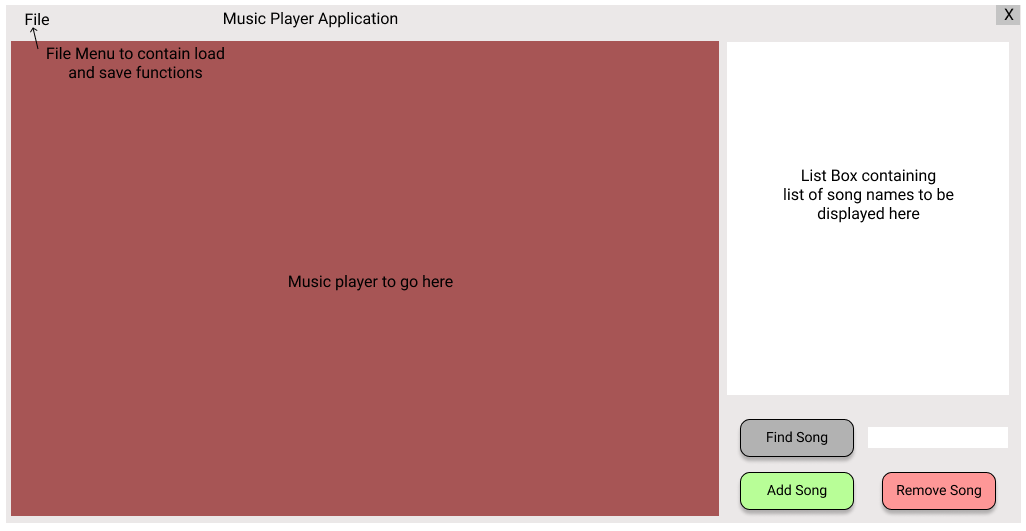 File
Music Player Application
X
File Menu to contain load
and save functions
List Box containing
list of song names to be
displayed here
Music player to go here
Find Song
Add Song
Remove Song